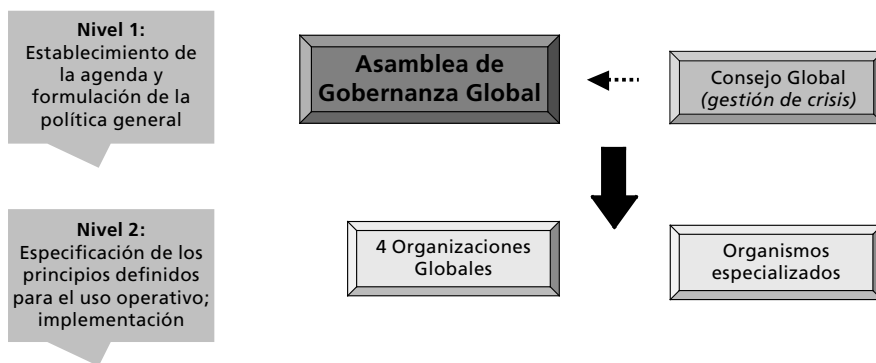 Nivel 1:
Establecimiento de
la agenda y
formulación de la
política general
Asamblea de
Gobernanza Global
Consejo Global
(gestión de crisis)
Nivel 2:
Especificación de los
principios definidos
para el uso operativo;
implementación
4 Organizaciones
Globales
Organismos
especializados